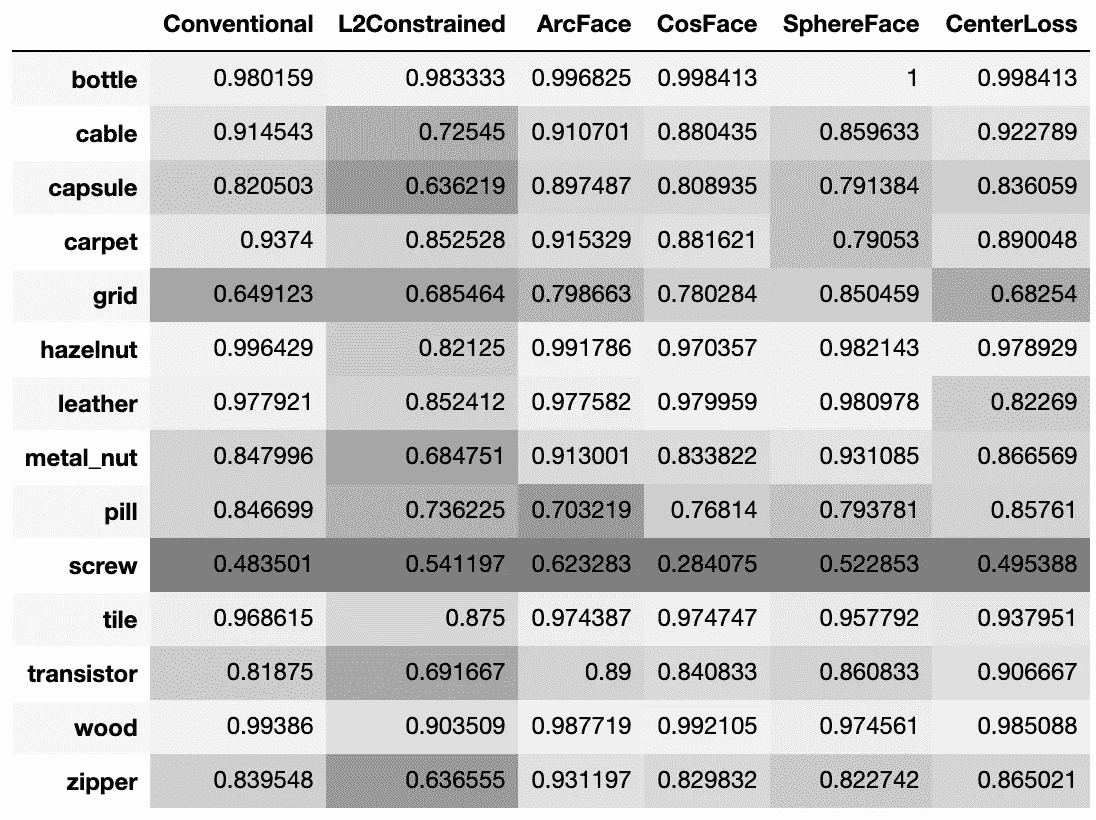 Conventional L2Constrained ArcFace CosFace SphereFace CenterLoss
bottle 0.980159 0.983333 0.996825 0.998413 1 0.998413
cable 0.914543 0.72545 0.910701 0.880435 0.859633 0.922789
capsule 0.820503 0.636219 0.897487 0.808935 0.791384 0.836059
carpet 0.9374 0.852528 0.915329 0.881621 0.79053 0.890048
grid 0.649123 0.685464 0.798663 0.780284 0.850459 0.68254
hazelnut 0.996429 0.82125 0.991786 0.970357 0.982143 0.978929
leather 0.977921 0.852412 0.977582 0.979959 0.980978 0.82269
metal_nut 0.847996 0.684751 0.913001 0.833822 0.931085 0.866569
pill 0.846699 0.736225 0.703219 0.76814 0.793781 0.85761
screw 0.483501 0.541197 0.623283 0.284075 0.522853 0.495388
tile 0.968615 0.875 0.974387 0.974747 0.957792 0.937951
transistor 0.81875 0.691667 0.89 0.840833 0.860833 0.906667
wood 0.99386 0.903509 0.987719 0.992105 0.974561 0.985088
zipper 0.839548 0.636555 0.931197 0.829832 0.822742 0.865021